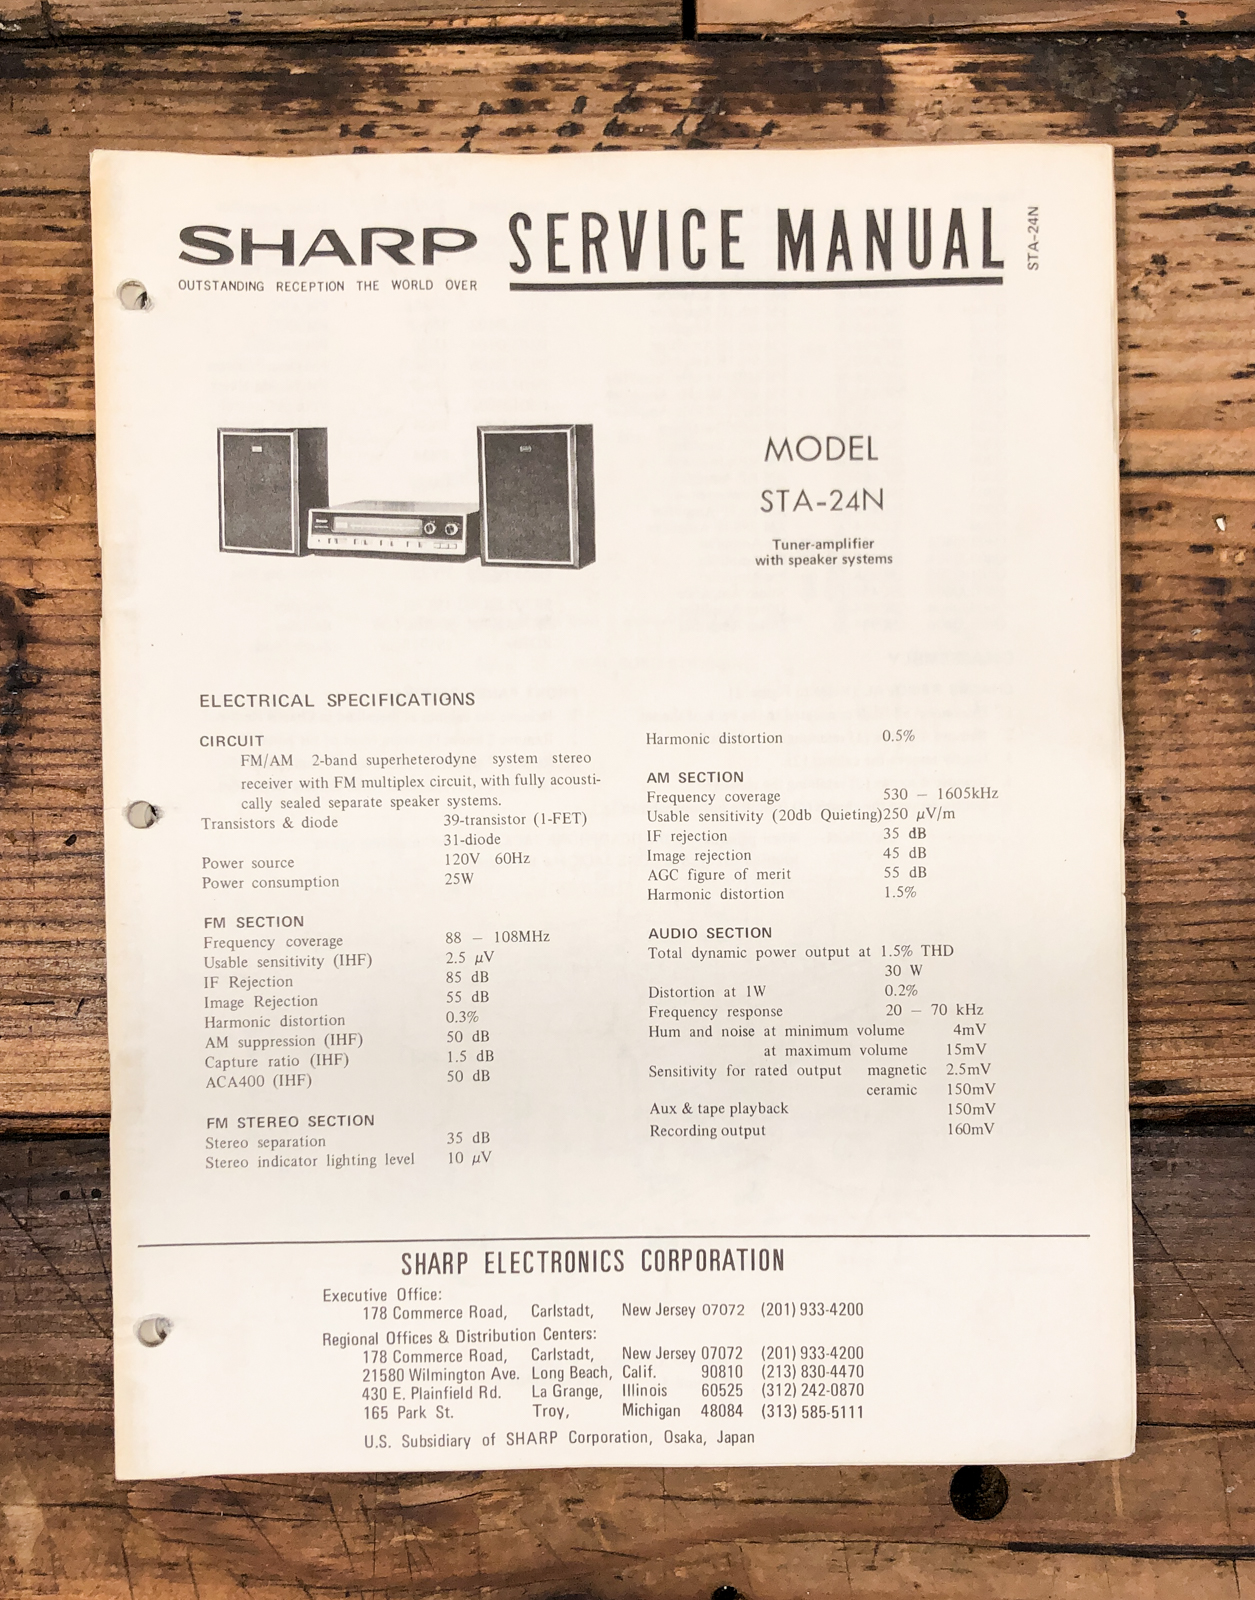 SHARP SERVICE MANUAL
STA-24N
OUTSTANDING RECEPTION THE WORLD OVER
MODEL
STA-24N
Tuner-amplifier
with speaker systems
ELECTRICAL SPECIFICATIONS
CIRCUIT
FM/AM 2-band superheterodyne system stereo
receiver with FM multiplex circuit, with fully acousti-
cally sealed separate speaker systems.
Transistors & diode 39-transistor (1-FET)
31-diode
Power source 120V 60Hz
Power consumption 25W
FM SECTION
Frequency coverage 88 – 108MHz
Usable sensitivity (IHF) 2.5 µV
IF Rejection 85 dB
Image Rejection 55 dB
Harmonic distortion 0.3%
AM suppression (IHF) 50 dB
Capture ratio (IHF) 1.5 dB
ACA400 (IHF) 50 dB
FM STEREO SECTION
Stereo separation 35 dB
Stereo indicator lighting level 10 µV
Harmonic distortion 0.5%
AM SECTION
Frequency coverage 530 – 1605kHz
Usable sensitivity (20db Quieting) 250 µV/m
IF rejection 35 dB
Image rejection 45 dB
AGC figure of merit 55 dB
Harmonic distortion 1.5%
AUDIO SECTION
Total dynamic power output at 1.5% THD
30 W
Distortion at 1W 0.2%
Frequency response 20 – 70 kHz
Hum and noise at minimum volume 4mV
at maximum volume 15mV
Sensitivity for rated output magnetic 2.5mV
ceramic 150mV
Aux & tape playback 150mV
Recording output 160mV
SHARP ELECTRONICS CORPORATION
Executive Office:
178 Commerce Road, Carlstadt, New Jersey 07072 (201) 933-4200
Regional Offices & Distribution Centers:
178 Commerce Road, Carlstadt, New Jersey 07072 (201) 933-4200
21580 Wilmington Ave. Long Beach, Calif. 90810 (213) 830-4470
430 E. Plainfield Rd. La Grange, Illinois 60525 (312) 242-0870
165 Park St. Troy, Michigan 48084 (313) 585-5111
U.S. Subsidiary of SHARP Corporation, Osaka, Japan